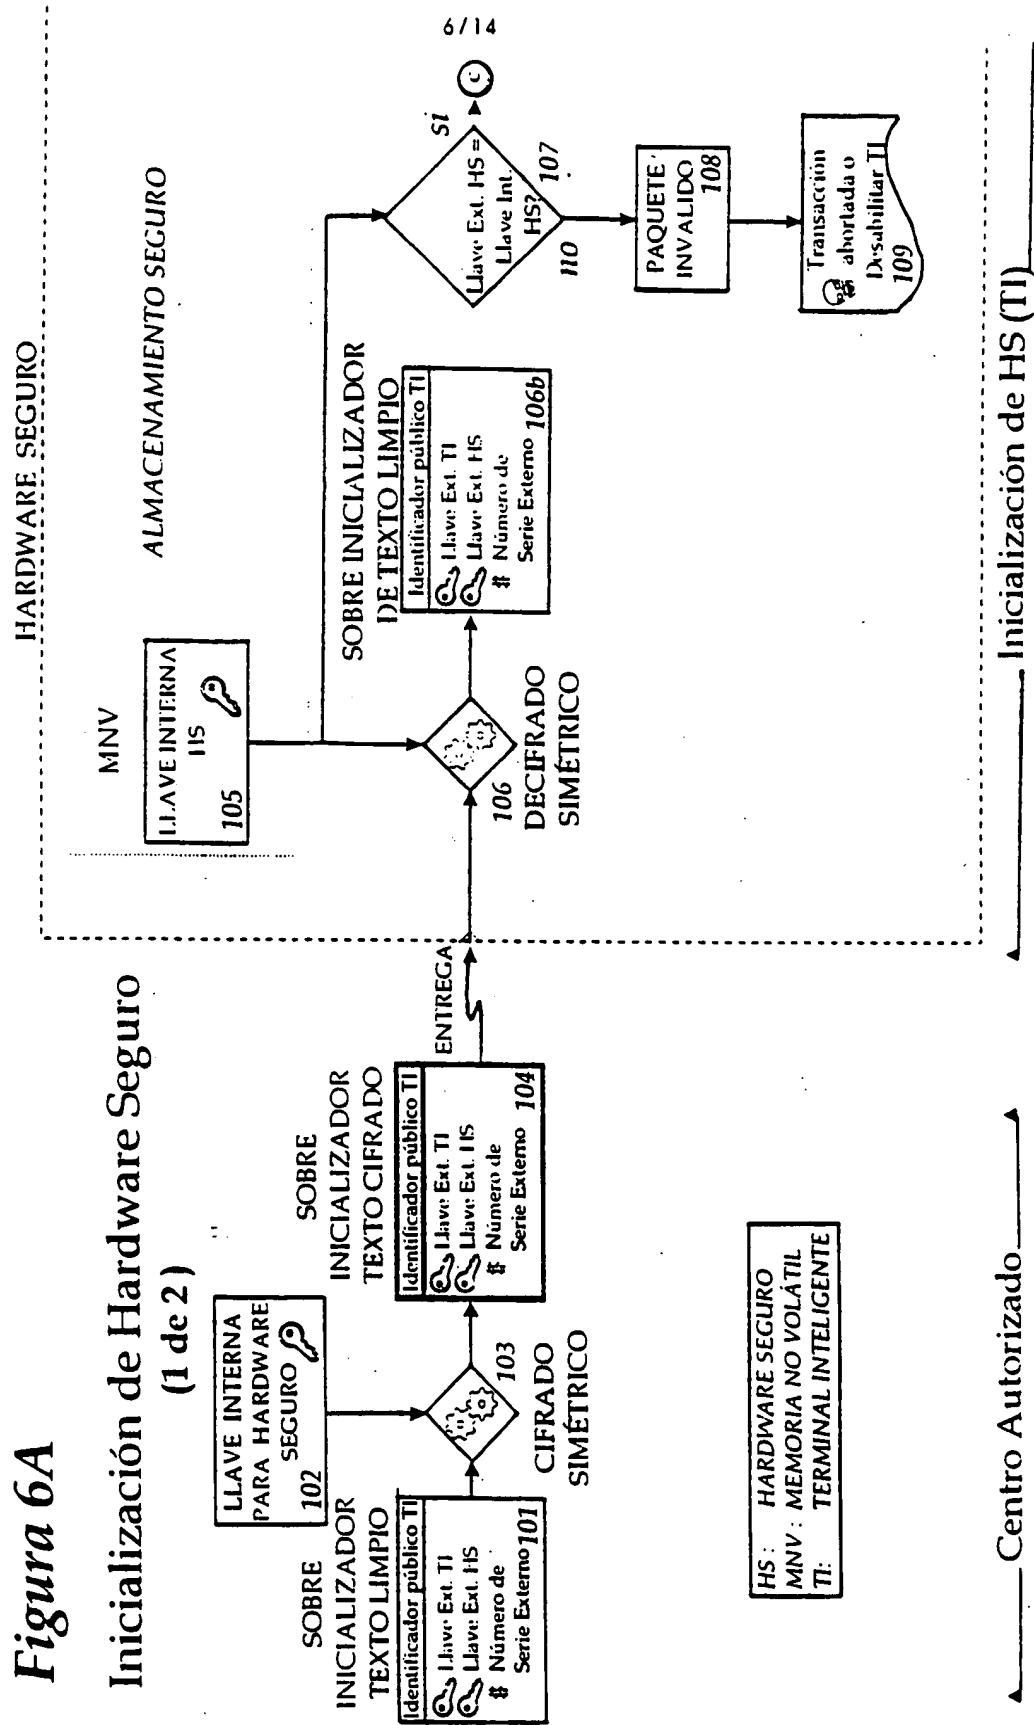 6/14
Figura 6A
Inicialización de Hardware Seguro
(1 de 2)
HARDWARE SEGURO
ALMACENAMIENTO SEGURO
LLAVE INTERNA
PARA HARDWARE
SEGURO
102
SOBRE
INICIALIZADOR
TEXTO LIMPIO
Identificador público TI
Llave Ext. TI
Llave Ext. HS
# Número de
Serie Externo 101
103
CIFRADO
SIMÉTRICO
SOBRE
INICIALIZADOR
TEXTO CIFRADO
Identificador público TI
Llave Ext. TI
Llave Ext. HS
# Número de
Serie Externo 104
ENTREGA
MNV
LLAVE INTERNA
HS
105
106
DECIFRADO
SIMÉTRICO
SOBRE INICIALIZADOR
DE TEXTO LIMPIO
Identificador público TI
Llave Ext. TI
Llave Ext. HS
# Número de
Serie Externo 106b
Llave Ext. HS =
Llave Int.
HS?
107
si
C
no
PAQUETE
INVALIDO
108
Transacción
abortada o
Desabilitar TI
109
HS : HARDWARE SEGURO
MNV : MEMORIA NO VOLÁTIL
TI: TERMINAL INTELIGENTE
Centro Autorizado
Inicialización de HS (TI)